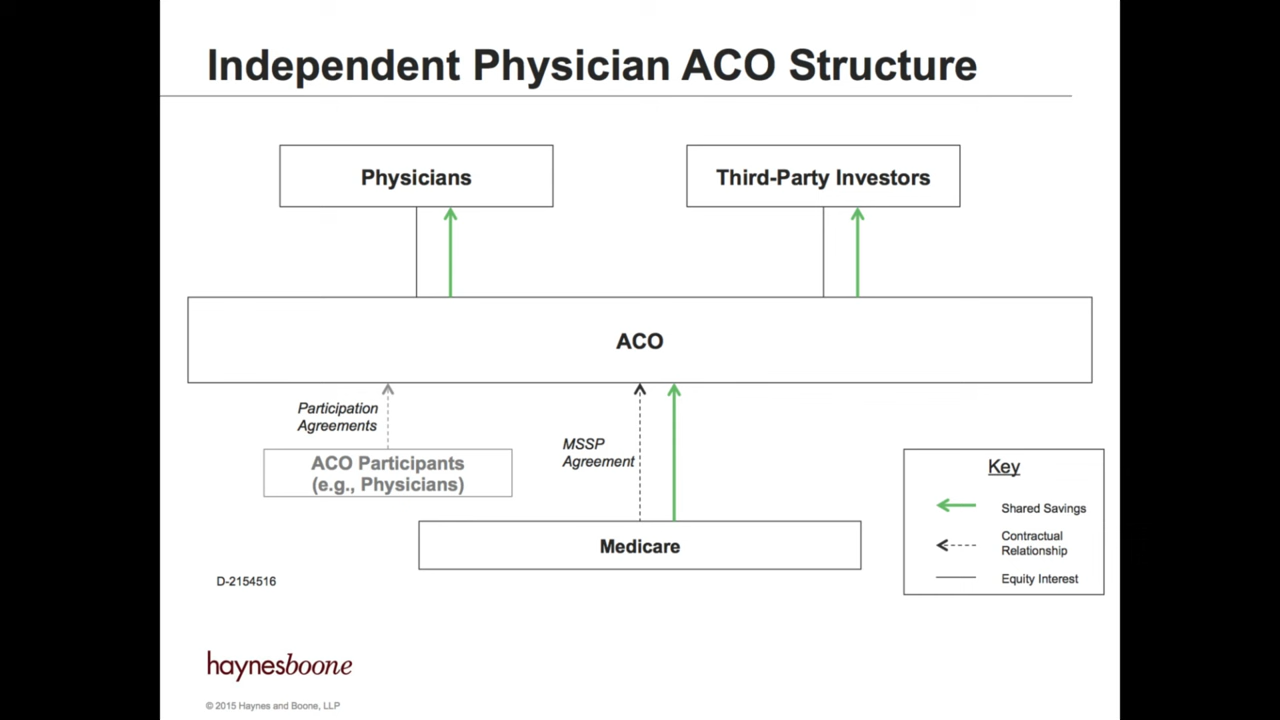 Independent Physician ACO Structure
Physicians
Third-Party Investors
ACO
Participation
Agreements
MSSP
Agreement
ACO Participants
(e.g., Physicians)
Medicare
Key
Shared Savings
Contractual
Relationship
Equity Interest
D-2154516
haynesboone
© 2015 Haynes and Boone, LLP